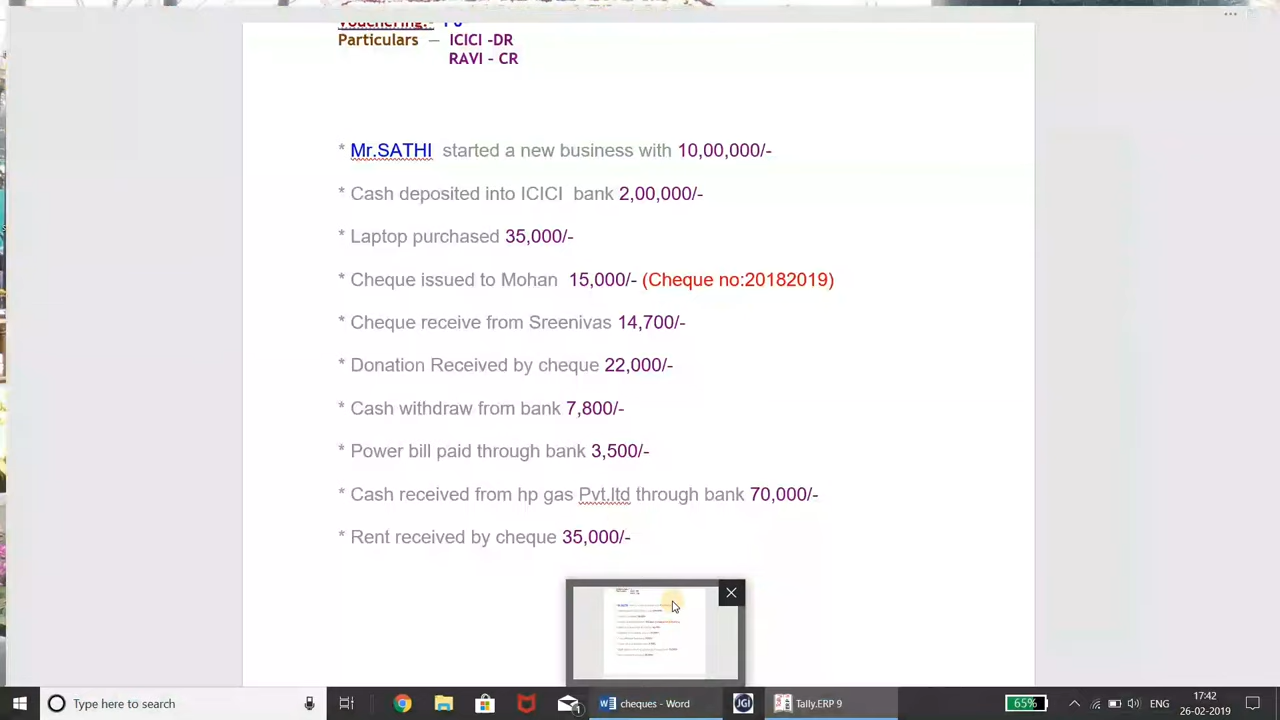 Vouchering:-
Particulars – ICICI -DR
RAVI - CR
* Mr.SATHI started a new business with 10,00,000/-
* Cash deposited into ICICI bank 2,00,000/-
* Laptop purchased 35,000/-
* Cheque issued to Mohan 15,000/- (Cheque no:20182019)
* Cheque receive from Sreenivas 14,700/-
* Donation Received by cheque 22,000/-
* Cash withdraw from bank 7,800/-
* Power bill paid through bank 3,500/-
* Cash received from hp gas Pvt.ltd through bank 70,000/-
* Rent received by cheque 35,000/-
Type here to search
1
cheques - Word
JGI
Tally.ERP 9
65%
ENG
17:42
26-02-2019